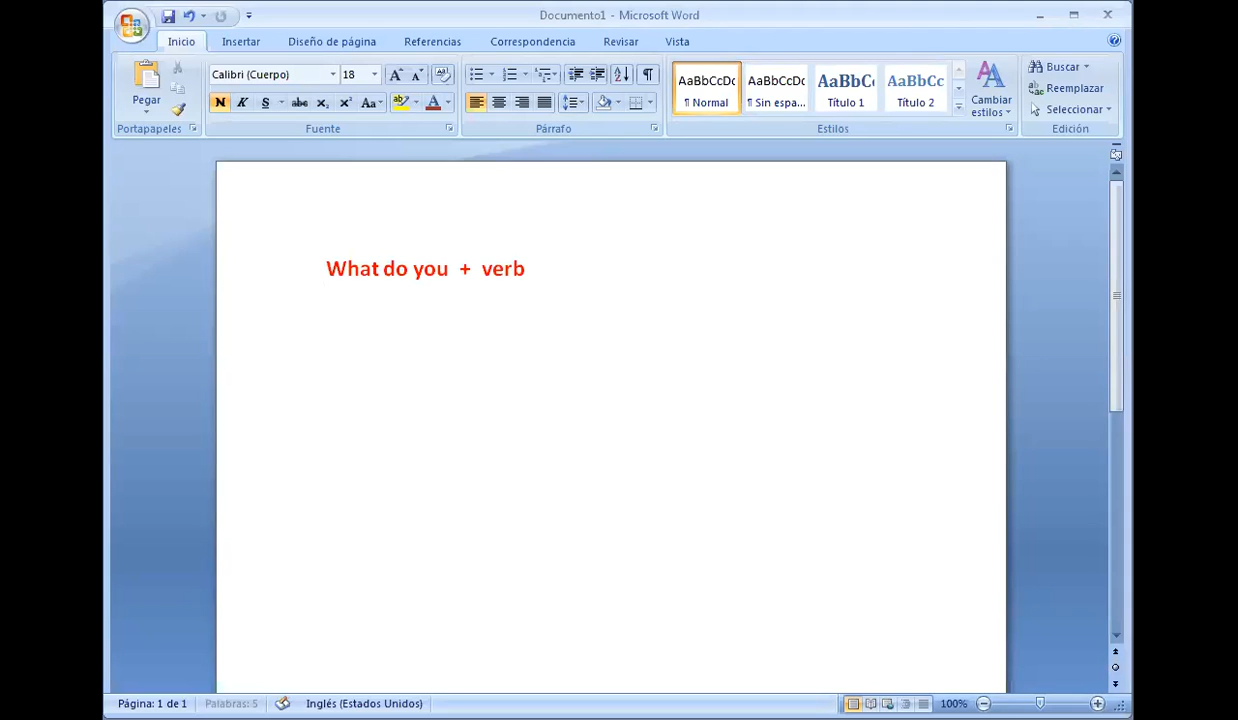 Documento1 - Microsoft Word
Inicio Insertar Diseño de página Referencias Correspondencia Revisar Vista
Pegar
Portapapeles
Calibri (Cuerpo) 18
N K S abc x₂ x² Aa
Fuente
Párrafo
AaBbCcDc AaBbCcDc AaBbC AaBbCc
¶ Normal ¶ Sin espa... Título 1 Título 2
Cambiar estilos
Estilos
Buscar
Reemplazar
Seleccionar
Edición
What do you + verb
Página: 1 de 1 Palabras: 5 Inglés (Estados Unidos) 100%